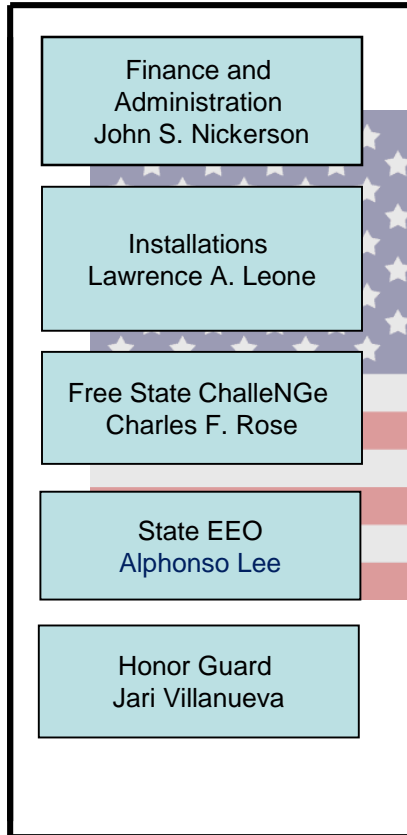 Finance and
Administration
John S. Nickerson
Installations
Lawrence A. Leone
Free State ChalleNGe
Charles F. Rose
State EEO
Alphonso Lee
Honor Guard
Jari Villanueva